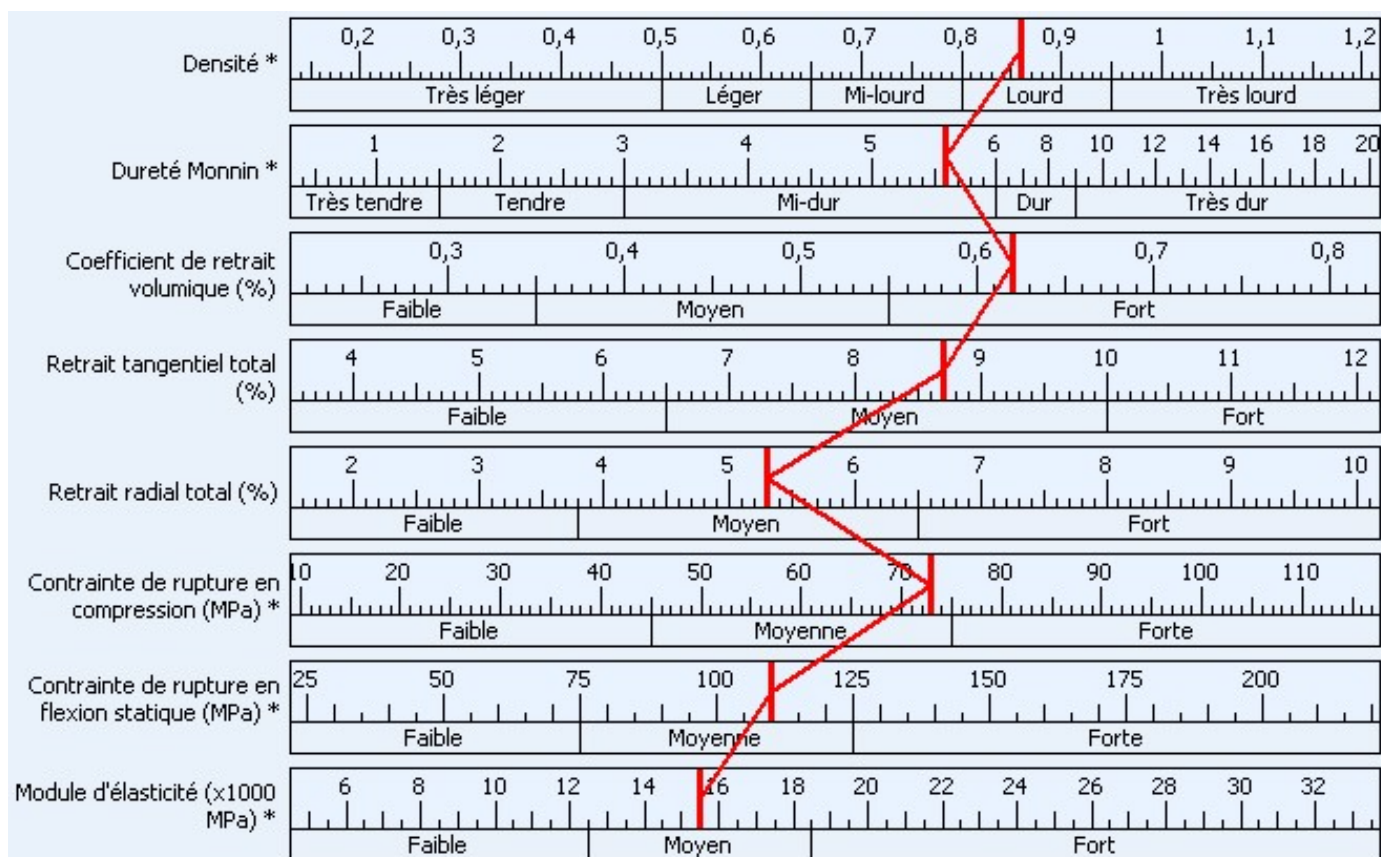 0,2 0,3 0,4 0,5 0,6 0,7 0,8 0,9 1 1,1 1,2
Densité *
Très léger Léger Mi-lourd Lourd Très lourd
1 2 3 4 5 6 8 10 12 14 16 18 20
Dureté Monnin *
Très tendre Tendre Mi-dur Dur Très dur
0,3 0,4 0,5 0,6 0,7 0,8
Coefficient de retrait
volumique (%)
Faible Moyen Fort
4 5 6 7 8 9 10 11 12
Retrait tangentiel total
(%)
Faible Moyen Fort
2 3 4 5 6 7 8 9 10
Retrait radial total (%)
Faible Moyen Fort
10 20 30 40 50 60 70 80 90 100 110
Contrainte de rupture en
compression (MPa) *
Faible Moyenne Forte
25 50 75 100 125 150 175 200
Contrainte de rupture en
flexion statique (MPa) *
Faible Moyenne Forte
6 8 10 12 14 16 18 20 22 24 26 28 30 32
Module d'élasticité (x1000
MPa) *
Faible Moyen Fort